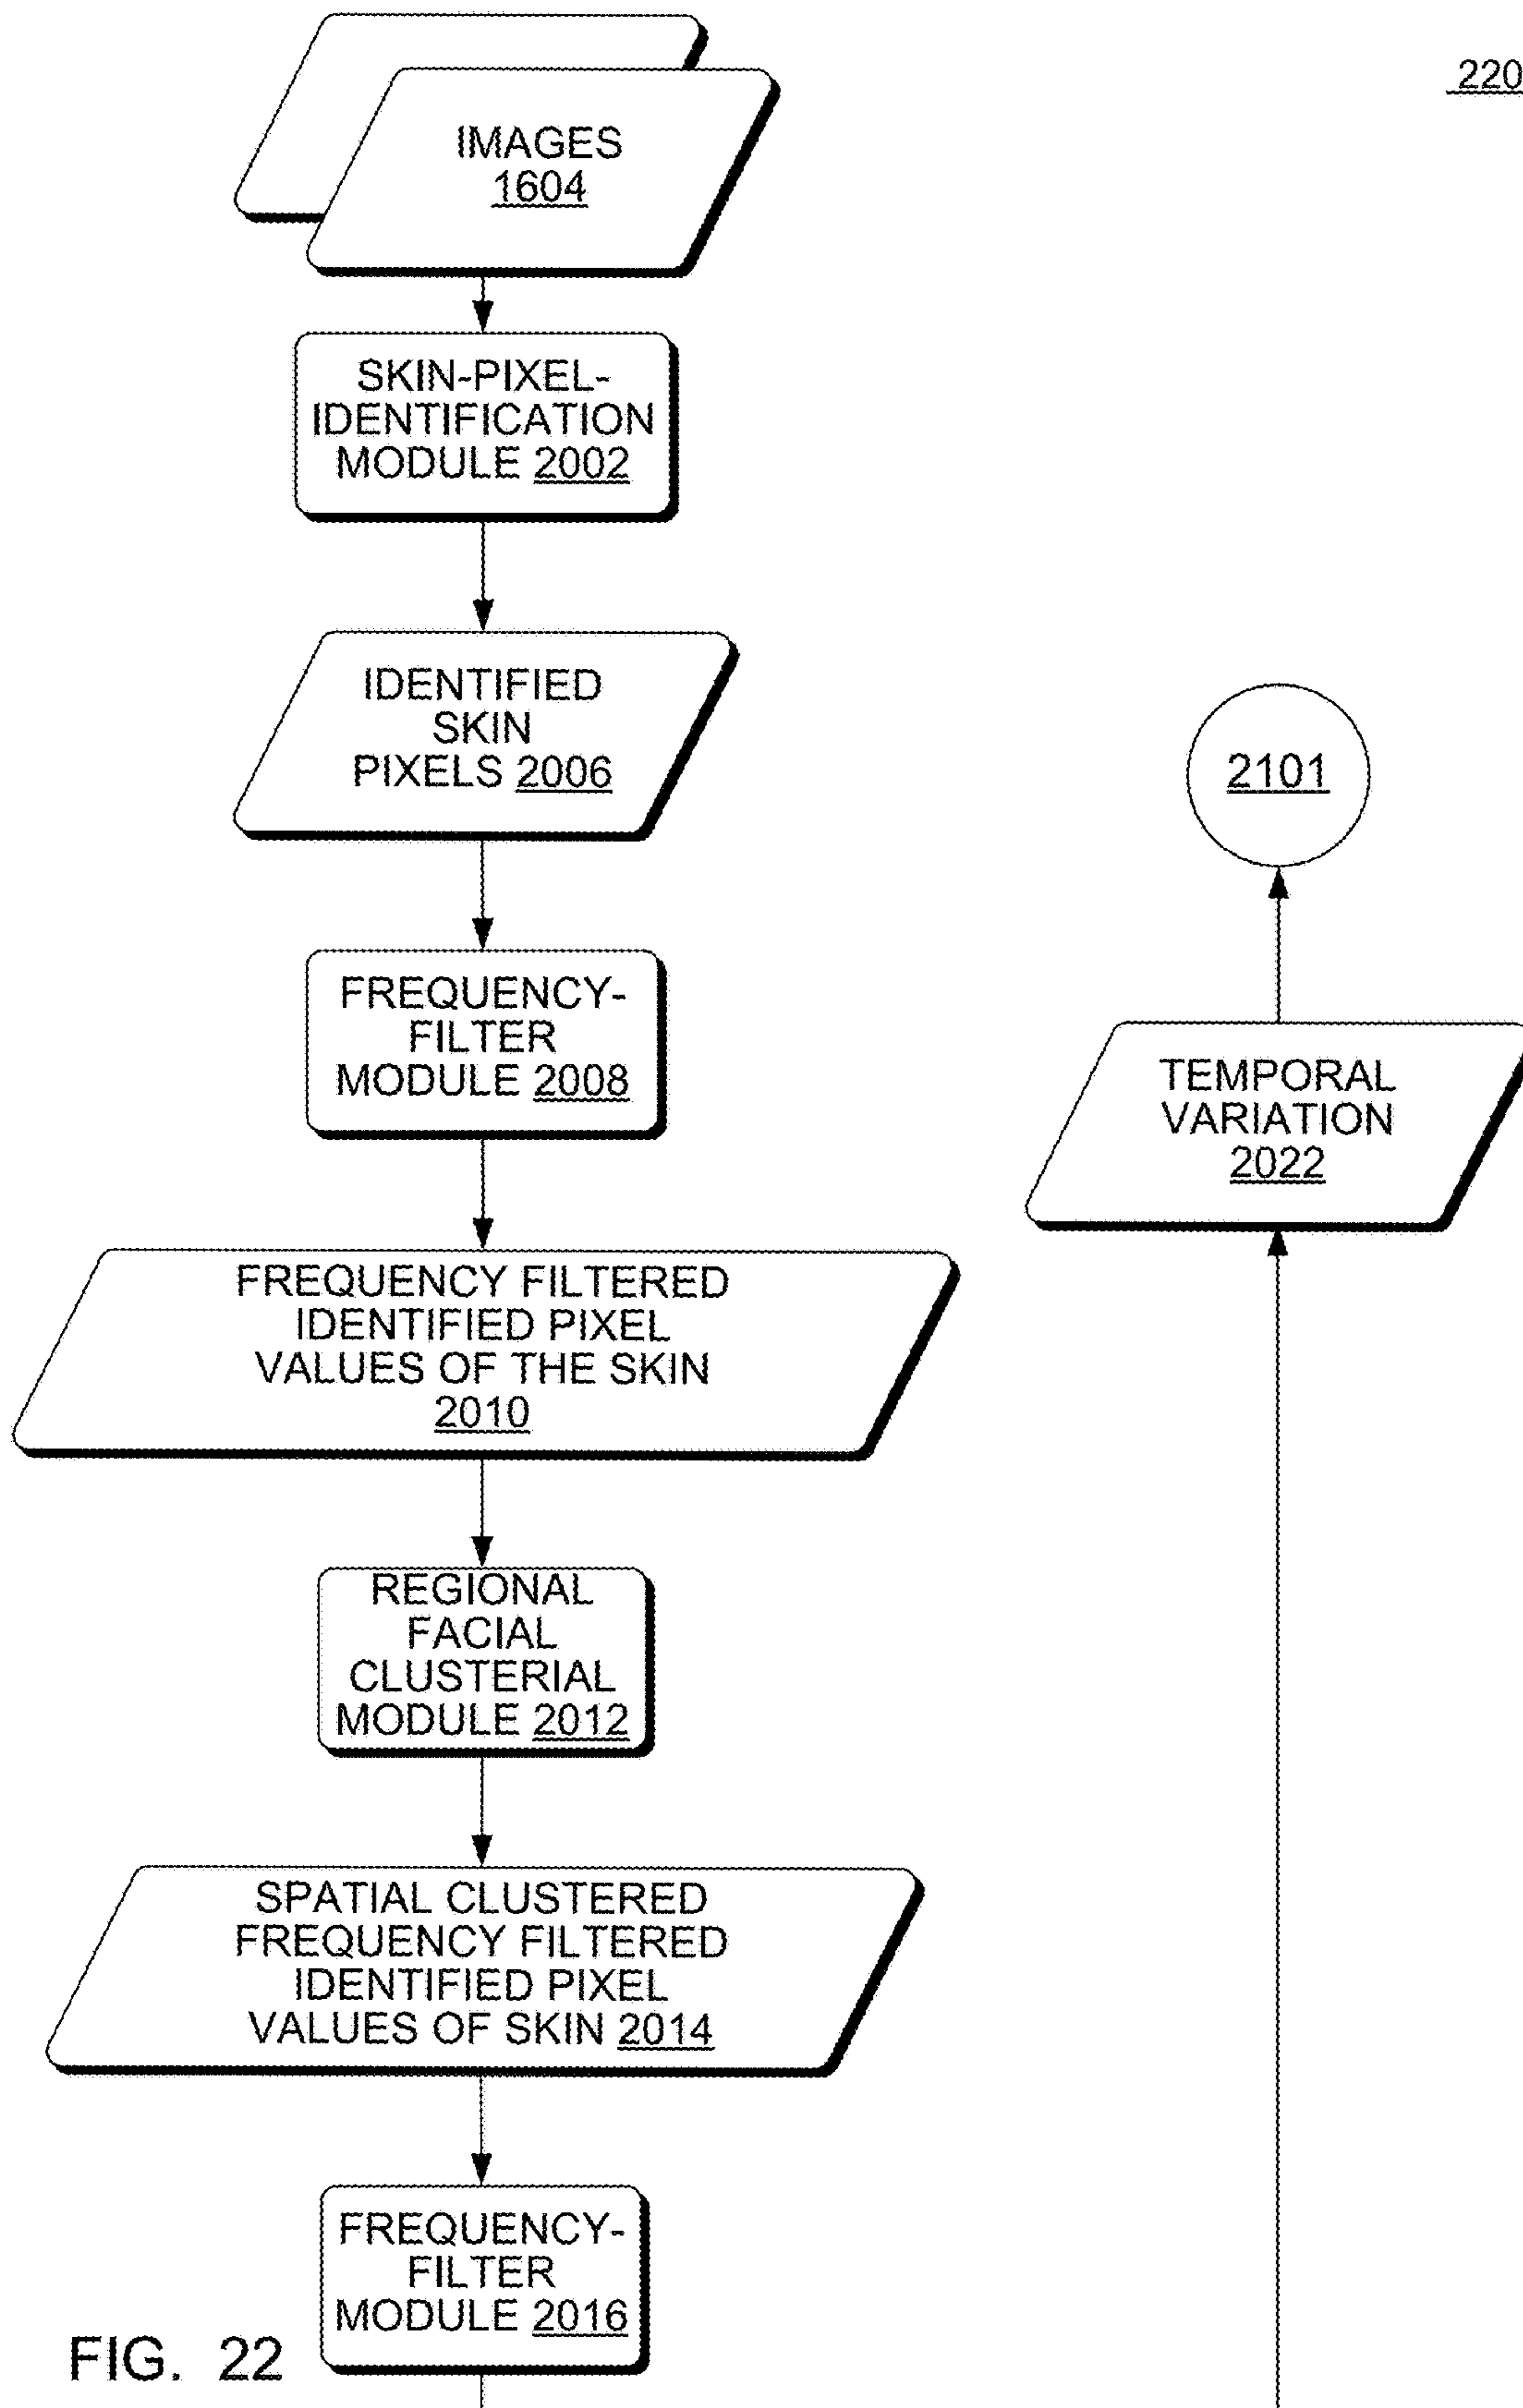 220
IMAGES
1604
SKIN-PIXEL-
IDENTIFICATION
MODULE 2002
IDENTIFIED
SKIN
PIXELS 2006
FREQUENCY-
FILTER
MODULE 2008
FREQUENCY FILTERED
IDENTIFIED PIXEL
VALUES OF THE SKIN
2010
REGIONAL
FACIAL
CLUSTERIAL
MODULE 2012
SPATIAL CLUSTERED
FREQUENCY FILTERED
IDENTIFIED PIXEL
VALUES OF SKIN 2014
FREQUENCY-
FILTER
MODULE 2016
2101
TEMPORAL
VARIATION
2022
FIG. 22